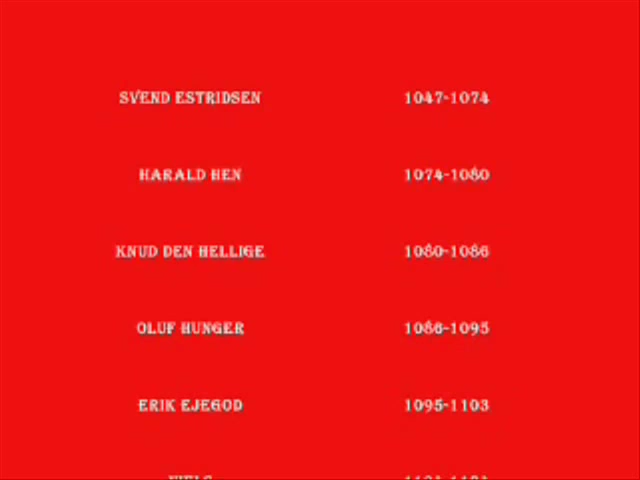 SVEND ESTRIDSEN 1047-1074
HARALD HEN 1074-1080
KNUD DEN HELLIGE 1080-1086
OLUF HUNGER 1086-1095
ERIK EJEGOD 1095-1103